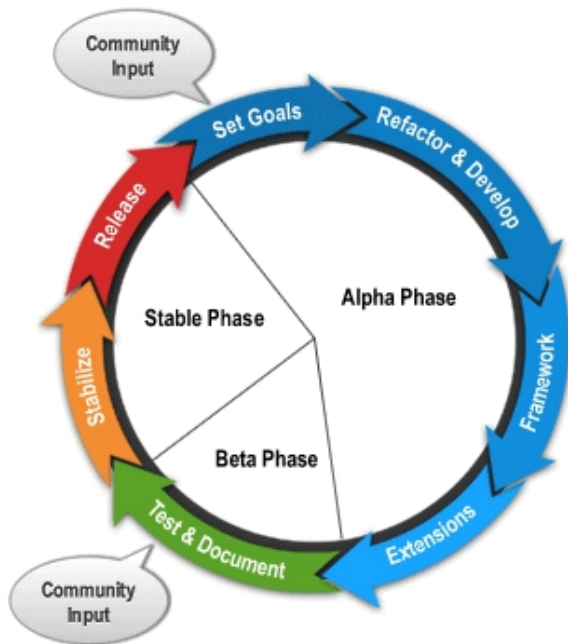 Community
Input
Set Goals
Refactor & Develop
Release
Alpha Phase
Stable Phase
Stabilize
Framework
Beta Phase
Test & Document
Extensions
Community
Input